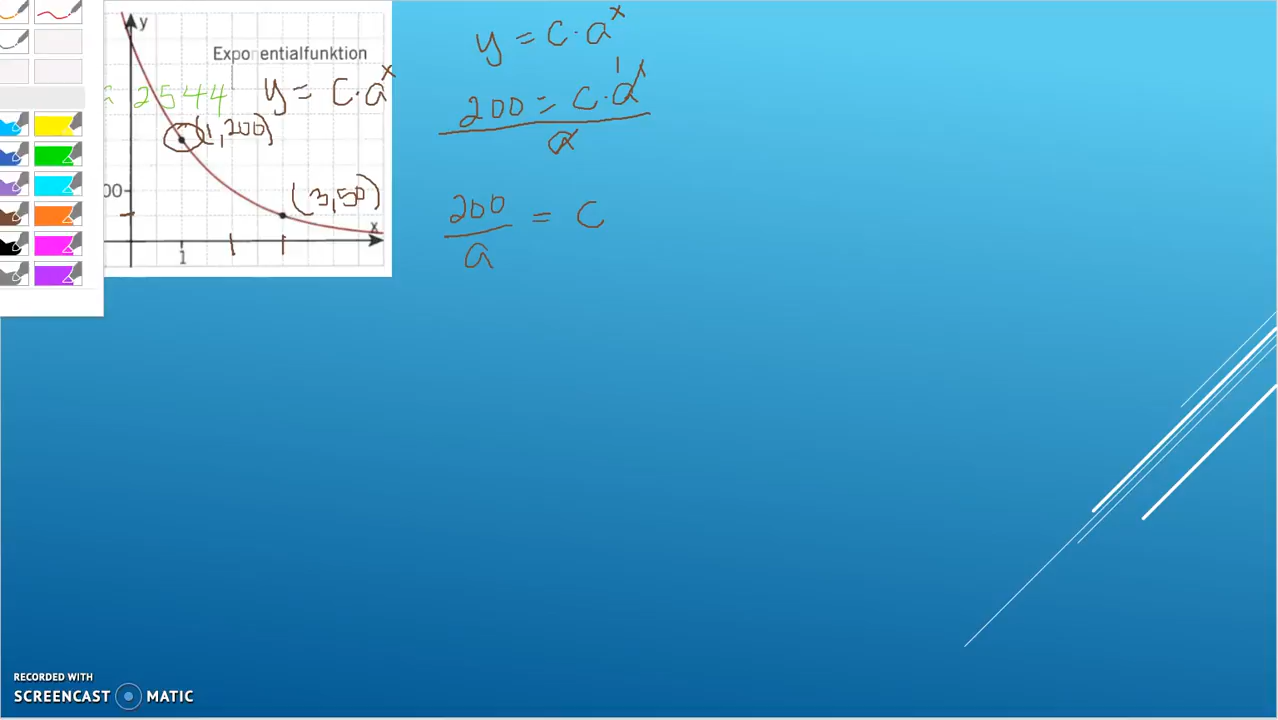 y
Exponentialfunktion
2544
y = C·a^x
(1,200)
00
(3,50)
x
1
y = C·a^x
200 = C·a^1
a
200
a
= C
RECORDED WITH
SCREENCAST MATIC